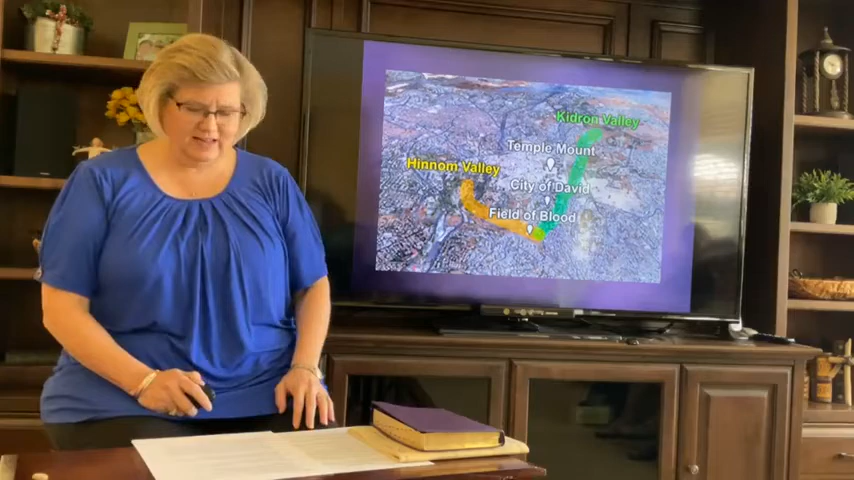 Kidron Valley
Temple Mount
Hinnom Valley
City of David
Field of Blood